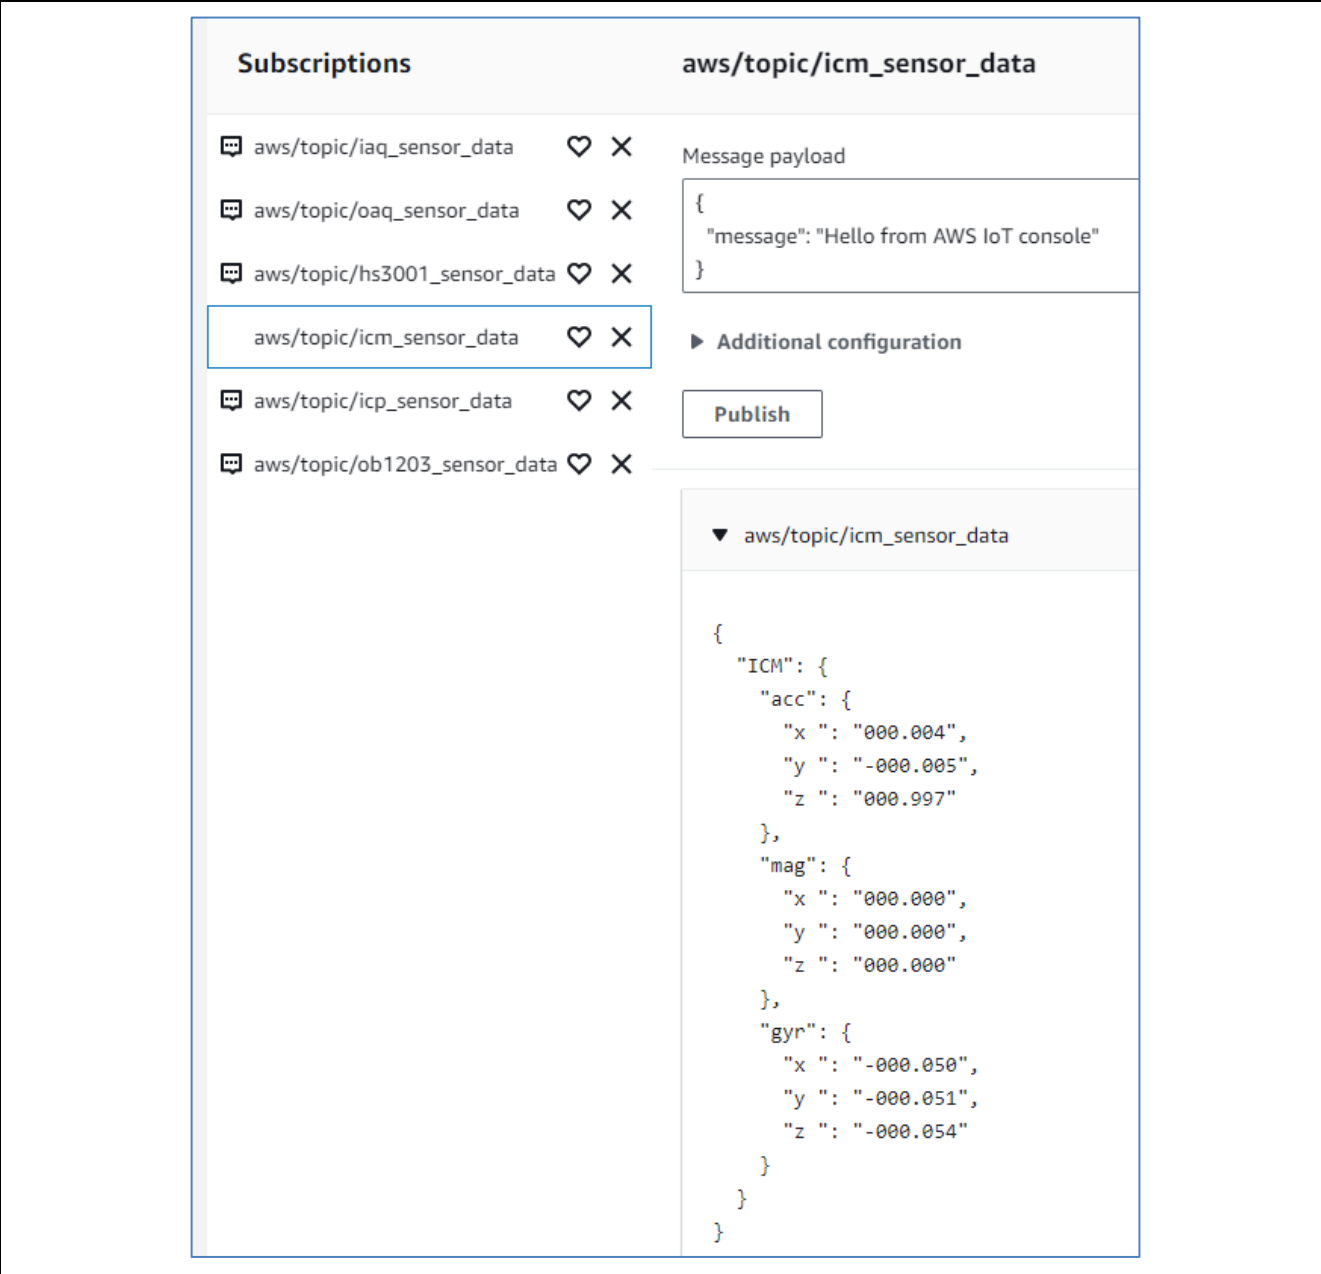 Subscriptions
aws/topic/iaq_sensor_data
aws/topic/oaq_sensor_data
aws/topic/hs3001_sensor_data
aws/topic/icm_sensor_data
aws/topic/icp_sensor_data
aws/topic/ob1203_sensor_data
aws/topic/icm_sensor_data
Message payload
{
  "message": "Hello from AWS IoT console"
}
Additional configuration
Publish
aws/topic/icm_sensor_data
{
  "ICM": {
    "acc": {
      "x ": "000.004",
      "y ": "-000.005",
      "z ": "000.997"
    },
    "mag": {
      "x ": "000.000",
      "y ": "000.000",
      "z ": "000.000"
    },
    "gyr": {
      "x ": "-000.050",
      "y ": "-000.051",
      "z ": "-000.054"
    }
  }
}